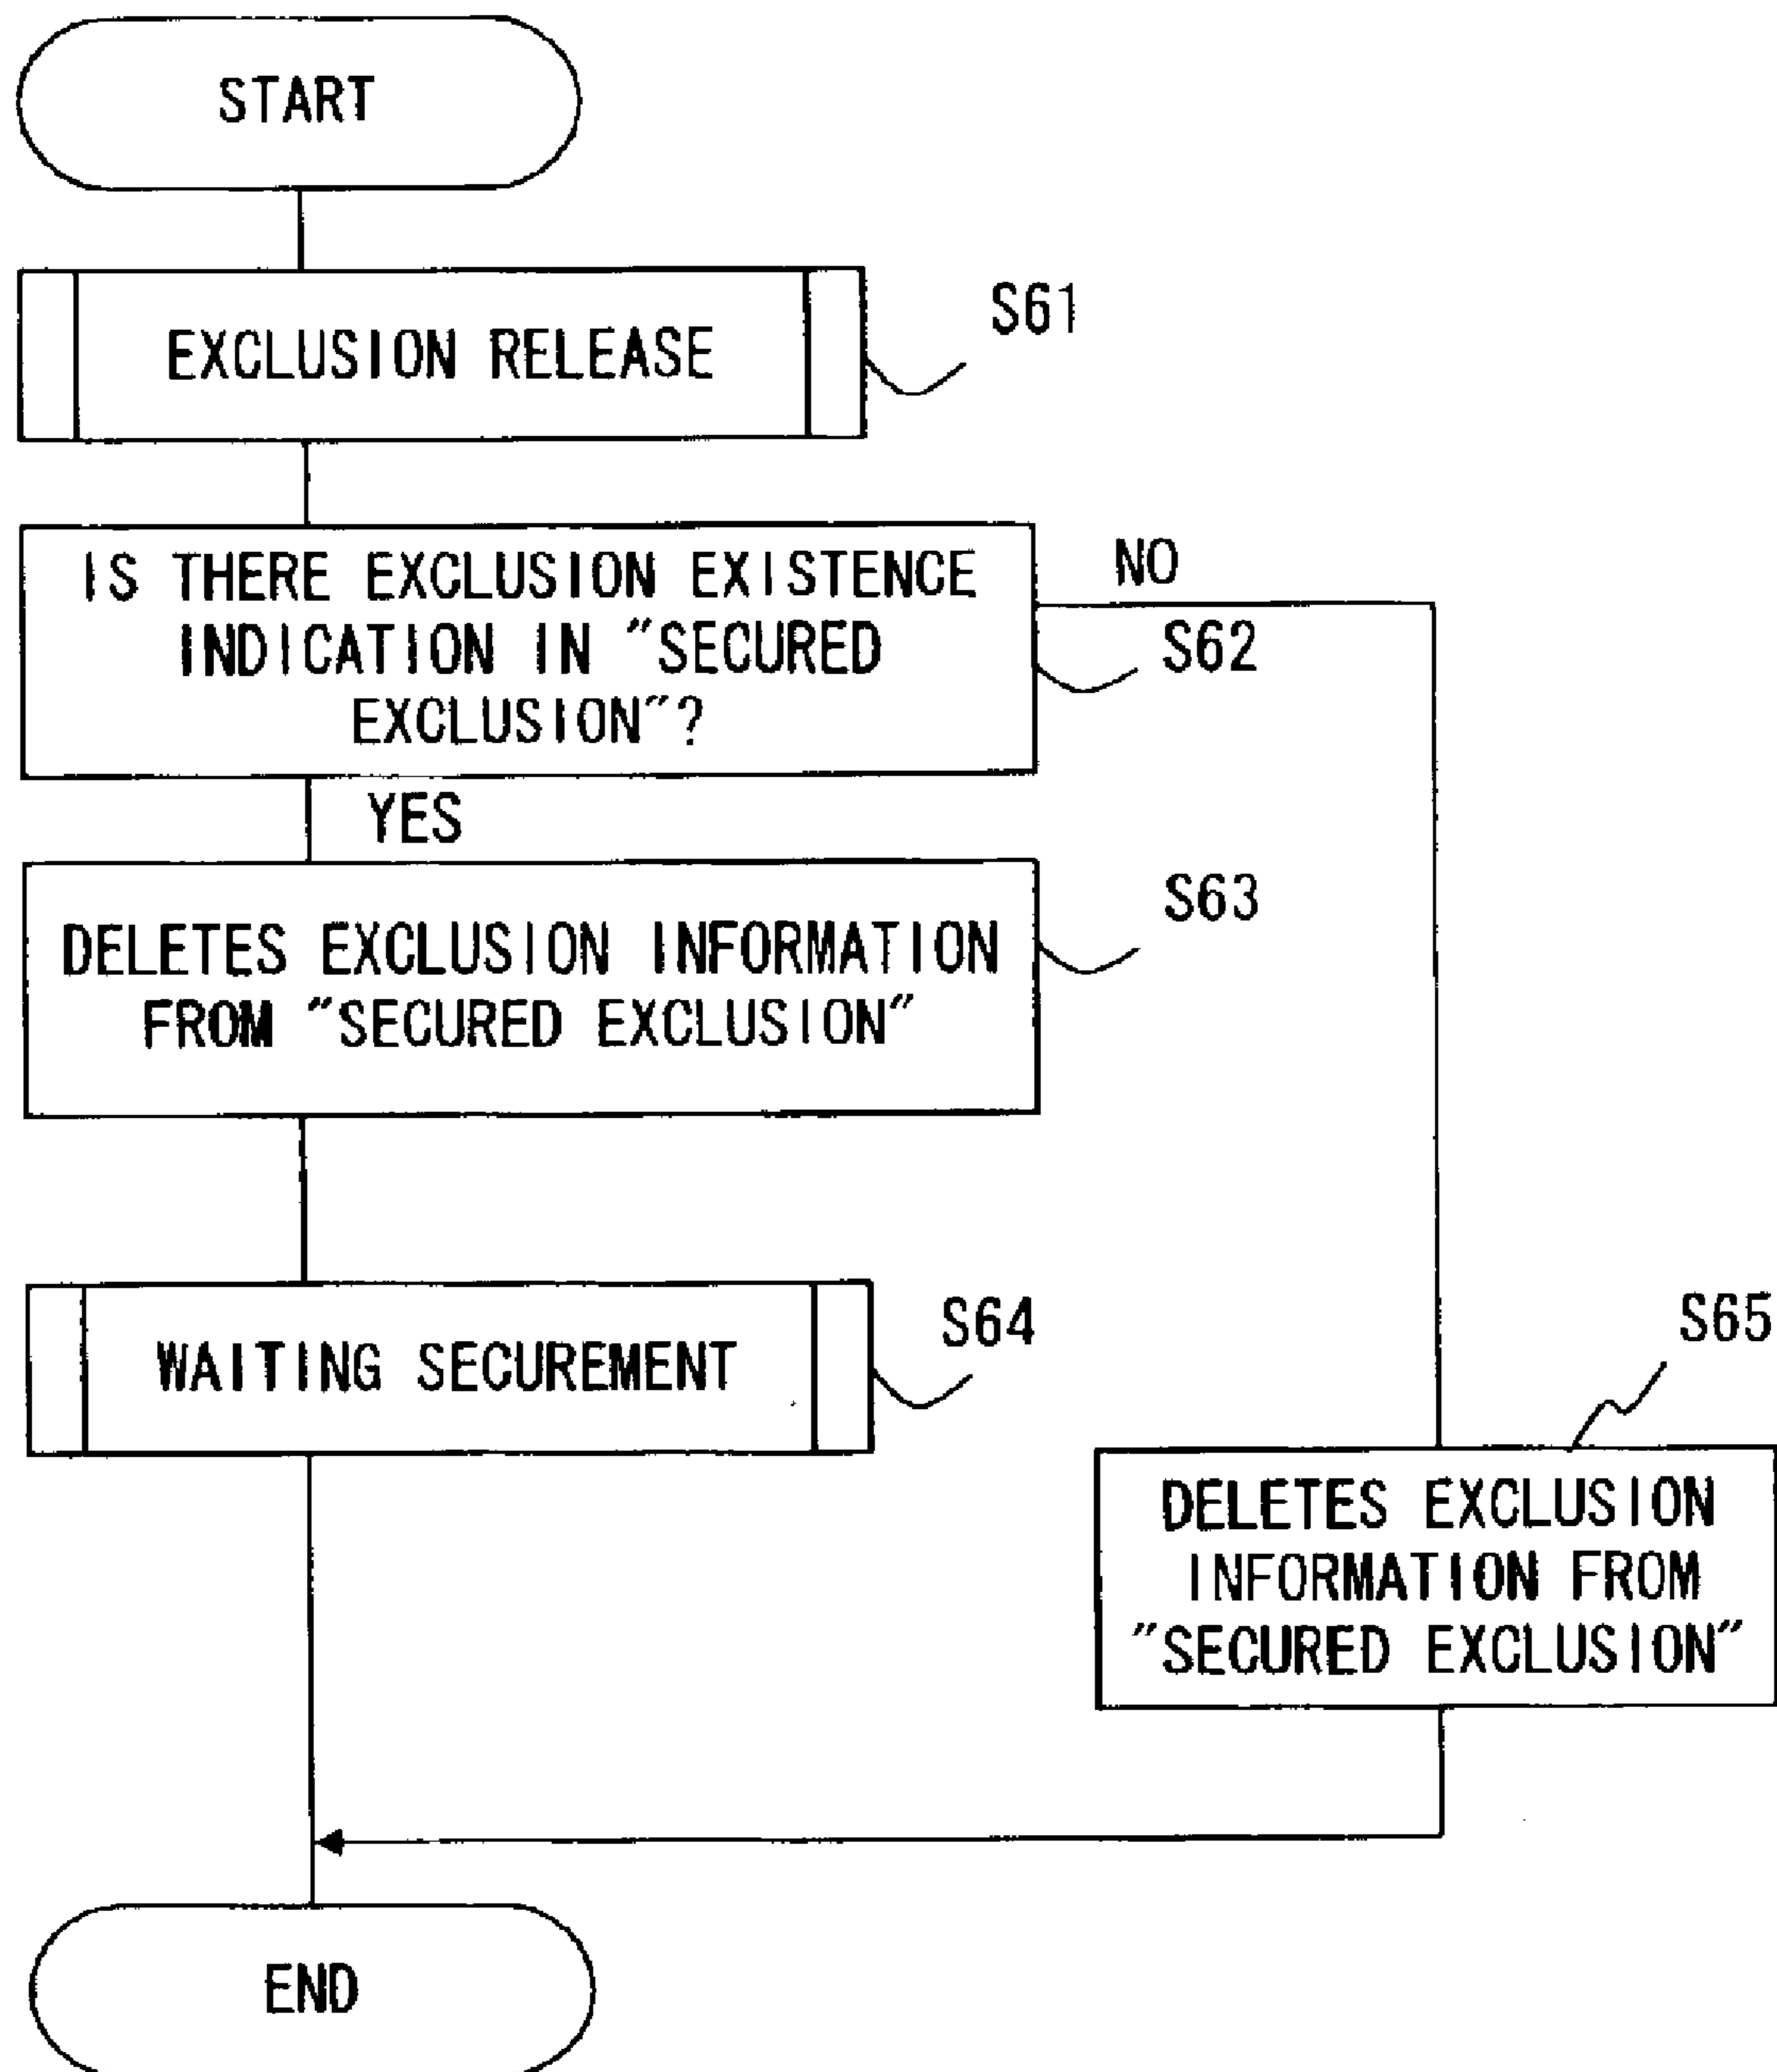 START
EXCLUSION RELEASE
S61
IS THERE EXCLUSION EXISTENCE
INDICATION IN "SECURED
EXCLUSION"?
NO
S62
YES
DELETES EXCLUSION INFORMATION
FROM "SECURED EXCLUSION"
S63
WAITING SECUREMENT
S64
S65
DELETES EXCLUSION
INFORMATION FROM
"SECURED EXCLUSION"
END